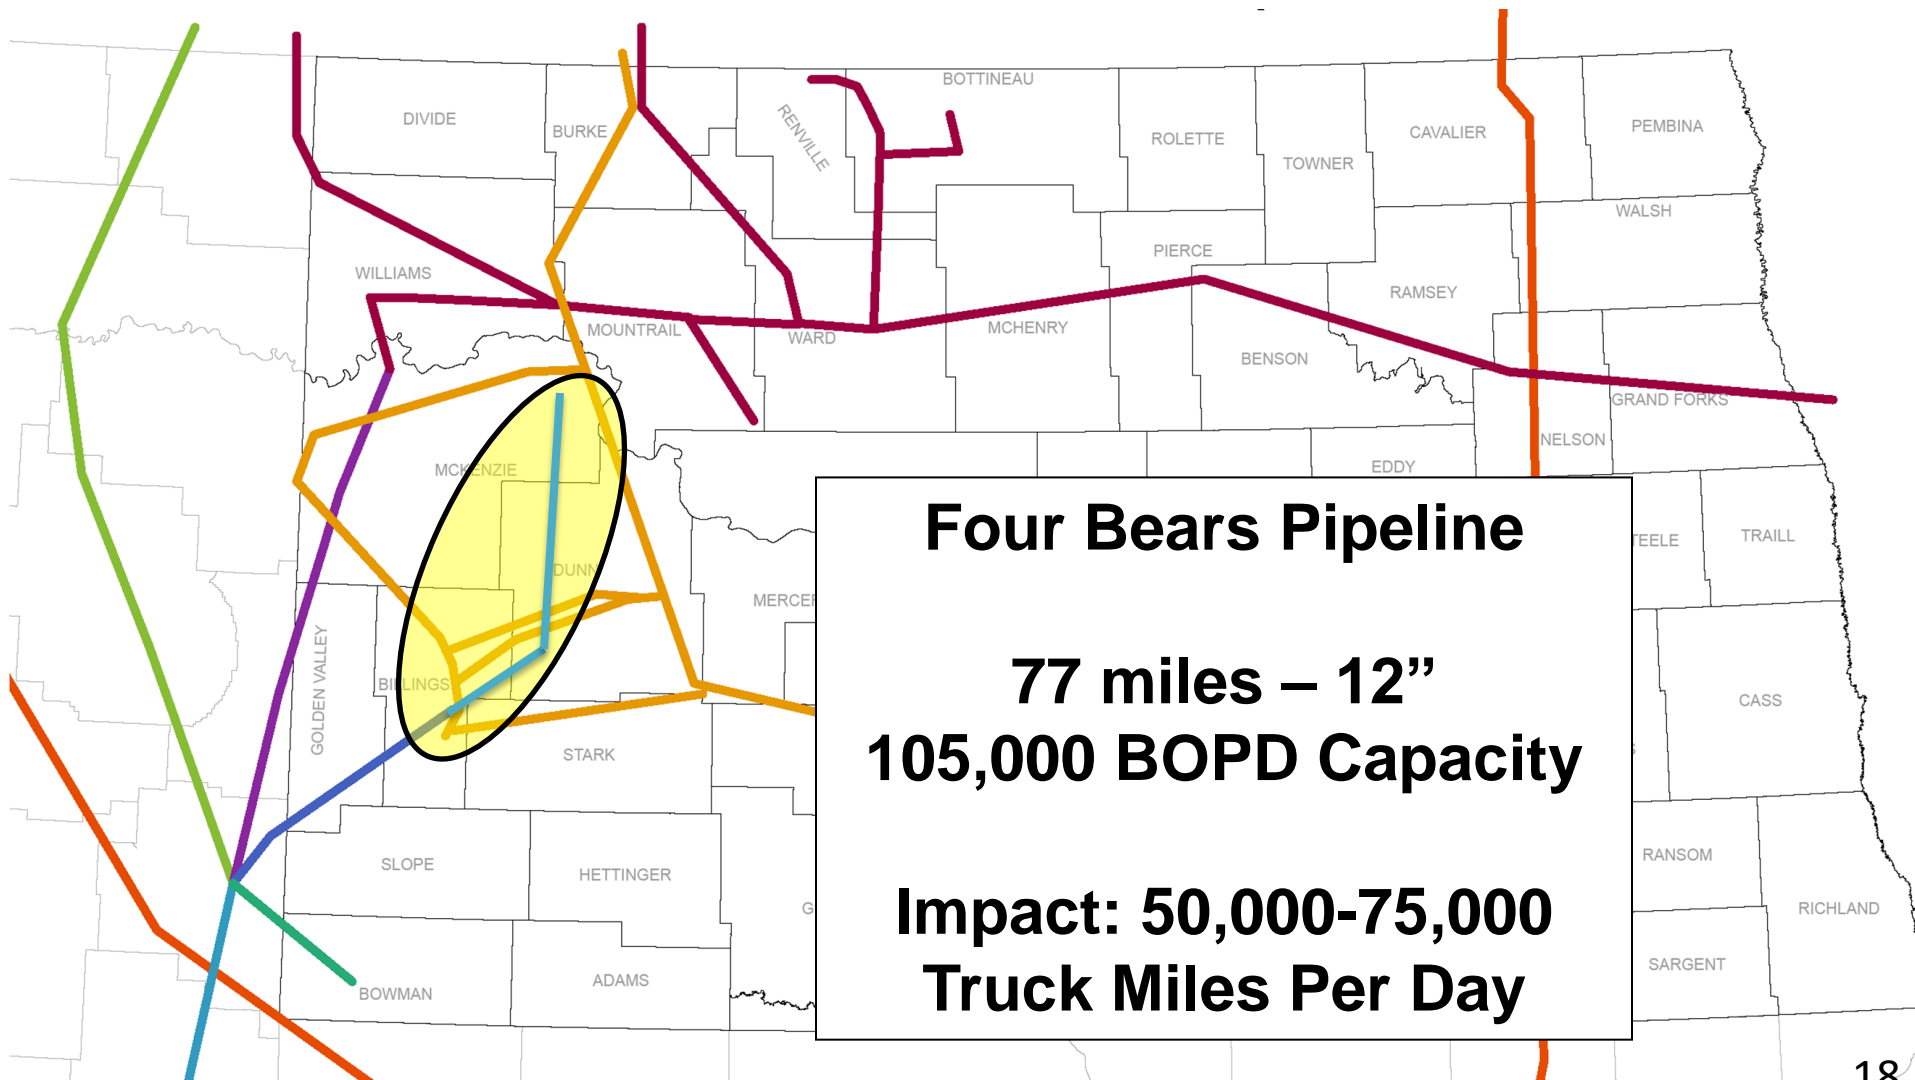 BOTTINEAU
DIVIDE
BURKE
RENVILLE
ROLETTE
TOWNER
CAVALIER
PEMBINA
WALSH
PIERCE
WILLIAMS
RAMSEY
MOUNTRAIL
WARD
MCHENRY
BENSON
GRAND FORKS
NELSON
MCKENZIE
EDDY
Four Bears Pipeline
77 miles – 12”
105,000 BOPD Capacity
Impact: 50,000-75,000
Truck Miles Per Day
TEELE
TRAILL
DUNN
MERCER
GOLDEN VALLEY
BILLINGS
CASS
STARK
SLOPE
HETTINGER
G
RANSOM
RICHLAND
SARGENT
BOWMAN
ADAMS
18